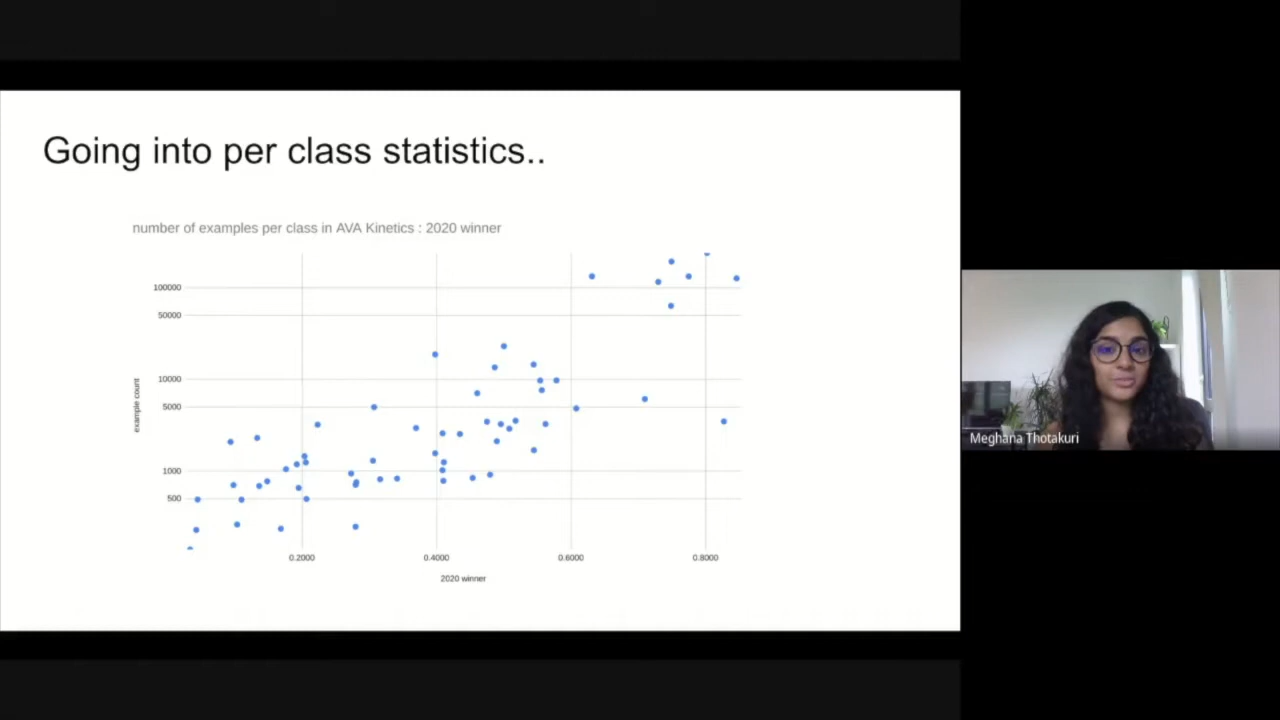 Going into per class statistics..
number of examples per class in AVA Kinetics : 2020 winner
example count
100000
50000
10000
5000
1000
500
0.2000
0.4000
0.6000
0.8000
2020 winner
Meghana Thotakuri